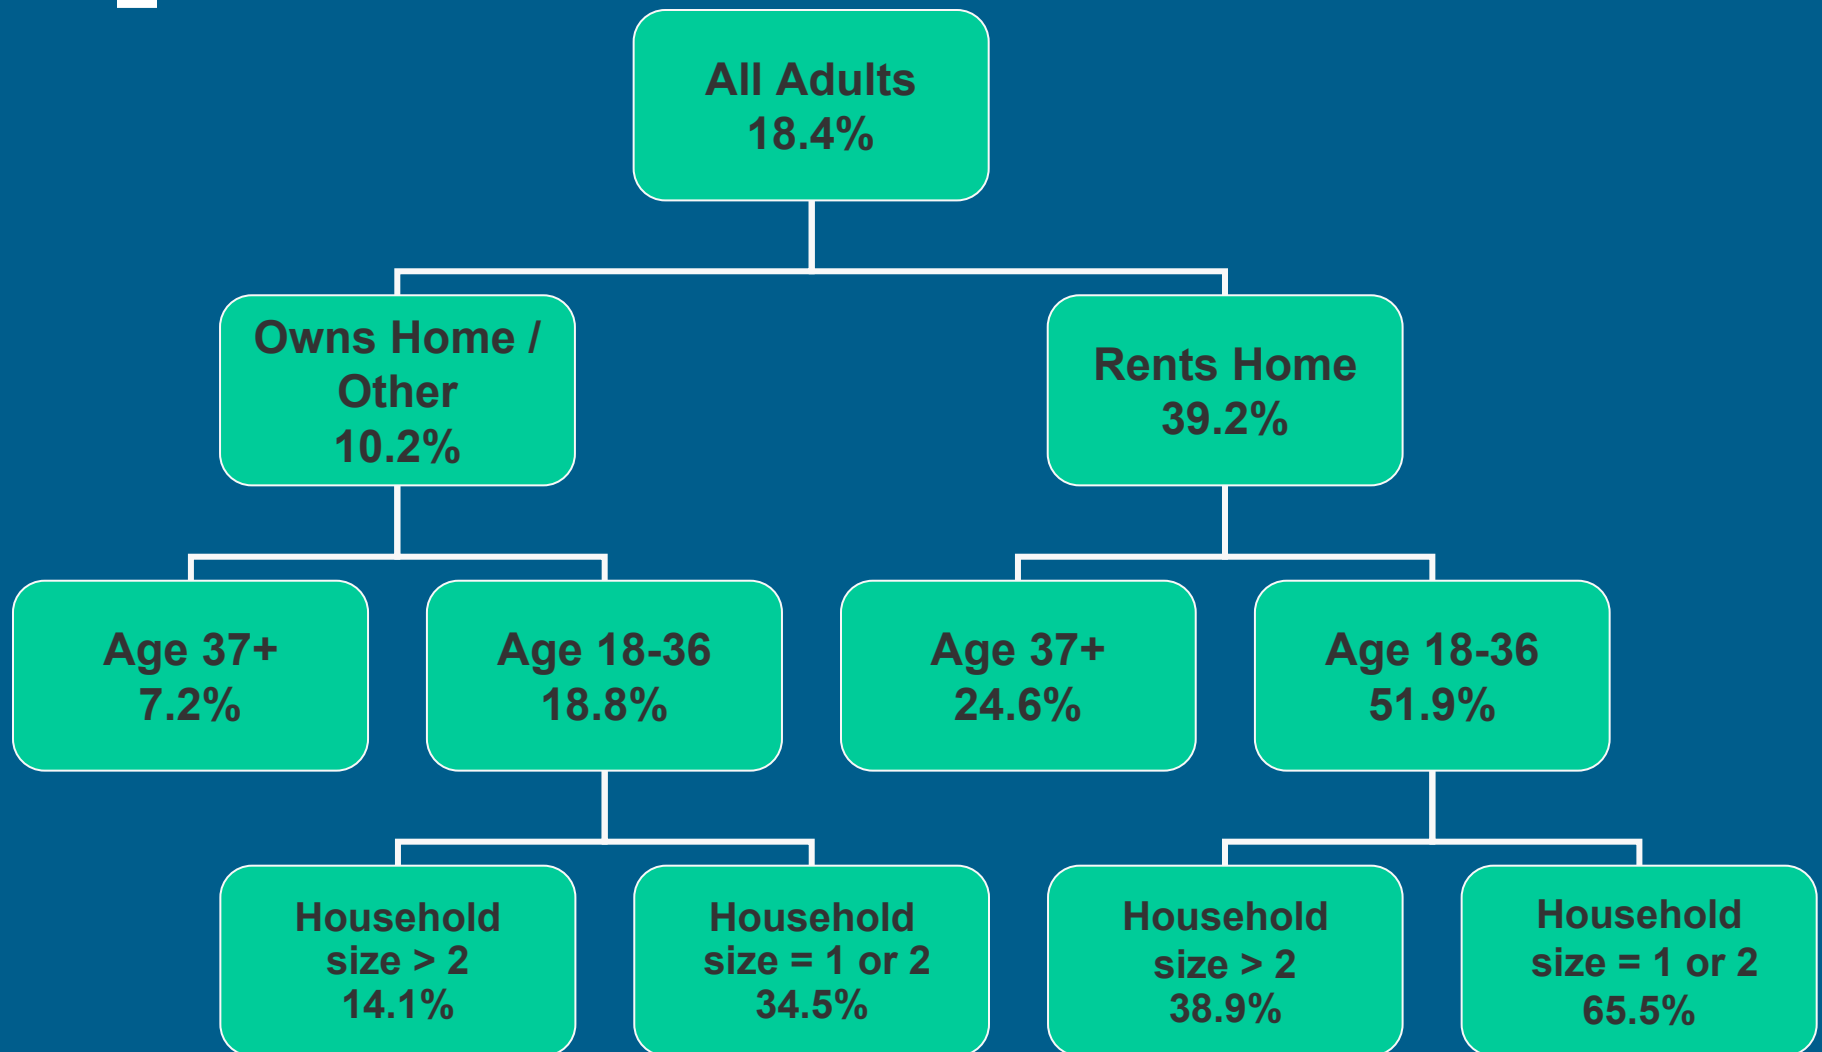 All Adults
18.4%
Owns Home /
Other
10.2%
Rents Home
39.2%
Age 37+
7.2%
Age 18-36
18.8%
Age 37+
24.6%
Age 18-36
51.9%
Household
size > 2
14.1%
Household
size = 1 or 2
34.5%
Household
size > 2
38.9%
Household
size = 1 or 2
65.5%